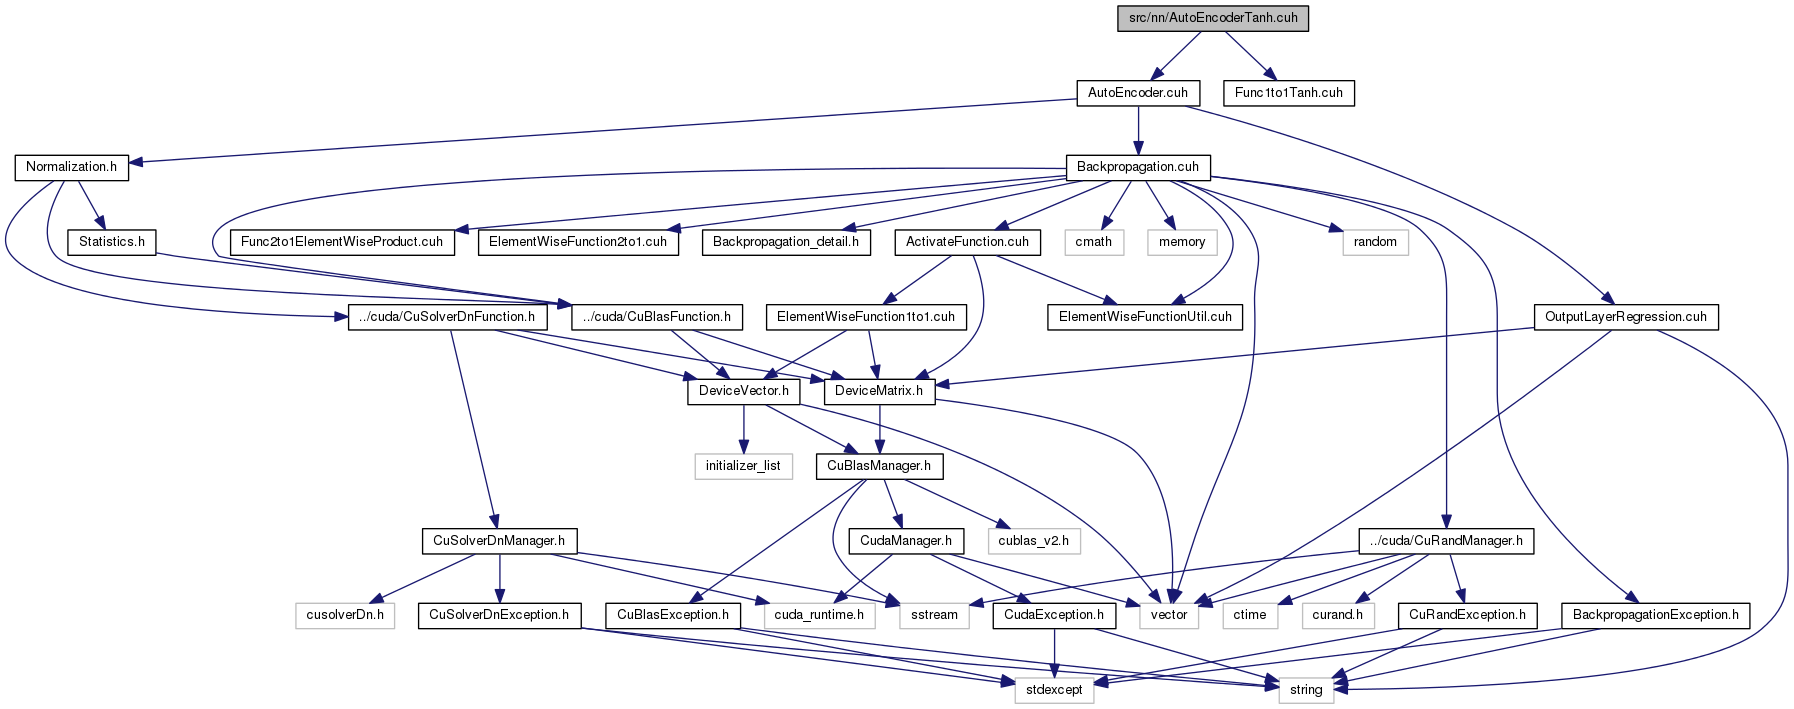 src/nn/AutoEncoderTanh.cuh
AutoEncoder.cuh
Func1to1Tanh.cuh
Normalization.h
Backpropagation.cuh
Statistics.h
Func2to1ElementWiseProduct.cuh
ElementWiseFunction2to1.cuh
Backpropagation_detail.h
ActivateFunction.cuh
cmath
memory
random
../cuda/CuSolverDnFunction.h
../cuda/CuBlasFunction.h
ElementWiseFunction1to1.cuh
ElementWiseFunctionUtil.cuh
OutputLayerRegression.cuh
DeviceVector.h
DeviceMatrix.h
initializer_list
CuBlasManager.h
CuSolverDnManager.h
CudaManager.h
cublas_v2.h
../cuda/CuRandManager.h
cusolverDn.h
CuSolverDnException.h
CuBlasException.h
cuda_runtime.h
sstream
CudaException.h
vector
ctime
curand.h
CuRandException.h
BackpropagationException.h
stdexcept
string